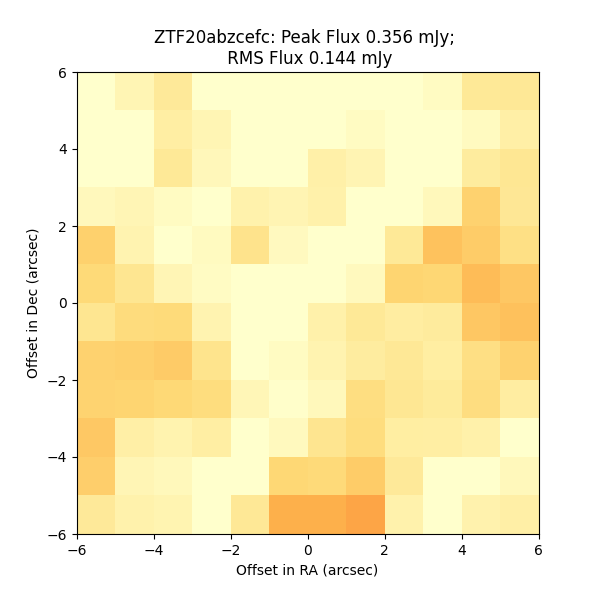 ZTF20abzcefc: Peak Flux 0.356 mJy;
RMS Flux 0.144 mJy
6
4
2
0
−2
−4
−6
Offset in Dec (arcsec)
−6 −4 −2 0 2 4 6
Offset in RA (arcsec)